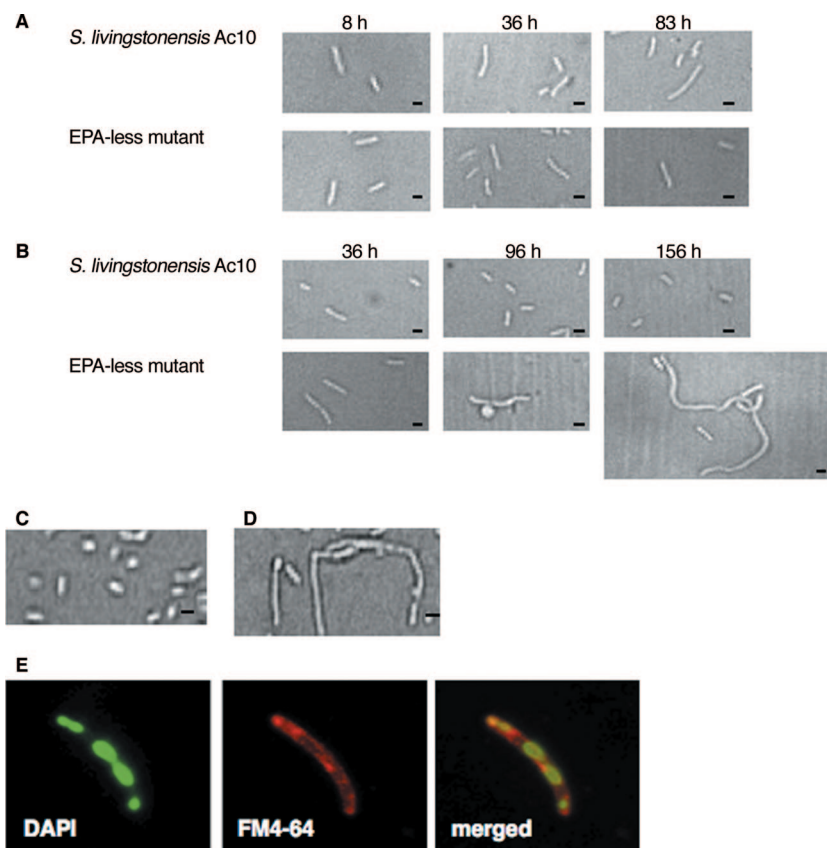 A
8 h 36 h 83 h
S. livingstonensis Ac10
EPA-less mutant
B
36 h 96 h 156 h
S. livingstonensis Ac10
EPA-less mutant
C D
E
DAPI FM4-64 merged